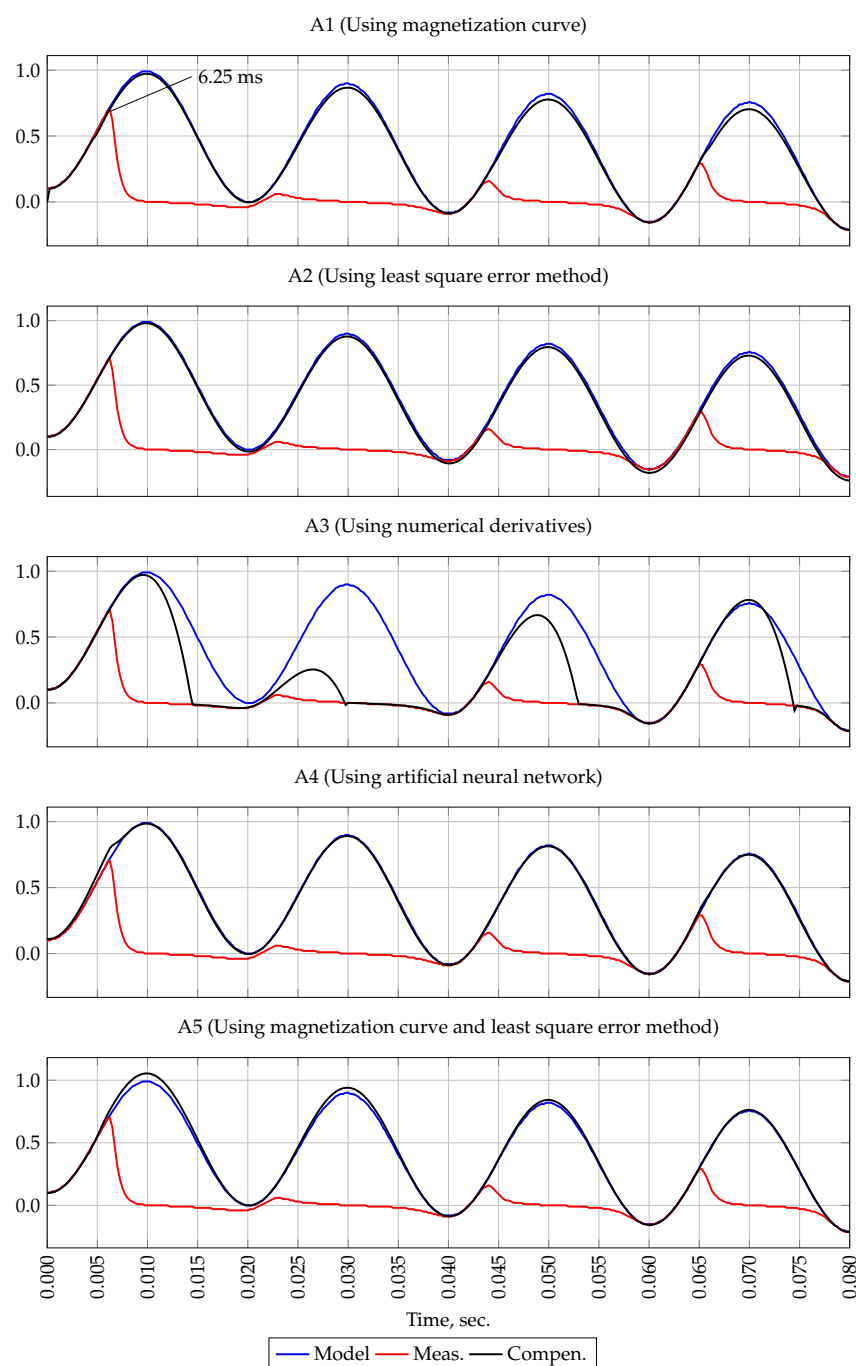 A1 (Using magnetization curve)
1.0
6.25 ms
0.5
0.0
A2 (Using least square error method)
1.0
0.5
0.0
A3 (Using numerical derivatives)
1.0
0.5
0.0
A4 (Using artificial neural network)
1.0
0.5
0.0
A5 (Using magnetization curve and least square error method)
1.0
0.5
0.0
0.000 0.005 0.010 0.015 0.020 0.025 0.030 0.035 0.040 0.045 0.050 0.055 0.060 0.065 0.070 0.075 0.080
Time, sec.
Model Meas. Compen.